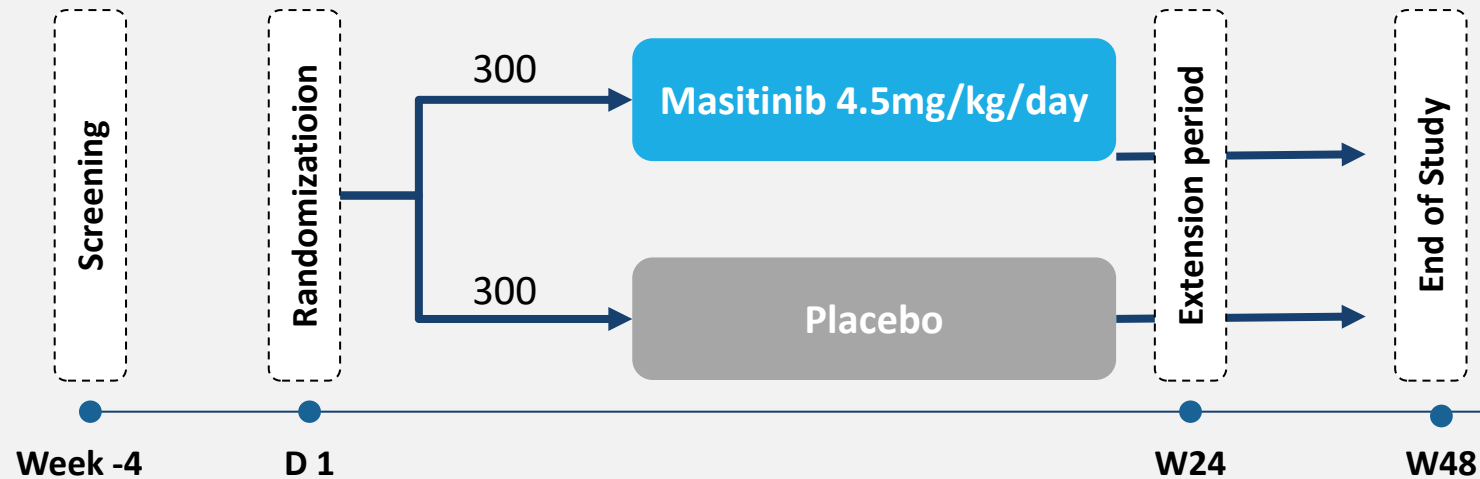 Screening
Randomizatioion
300
Masitinib 4.5mg/kg/day
300
Placebo
Extension period
End of Study
Week -4
D 1
W24
W48